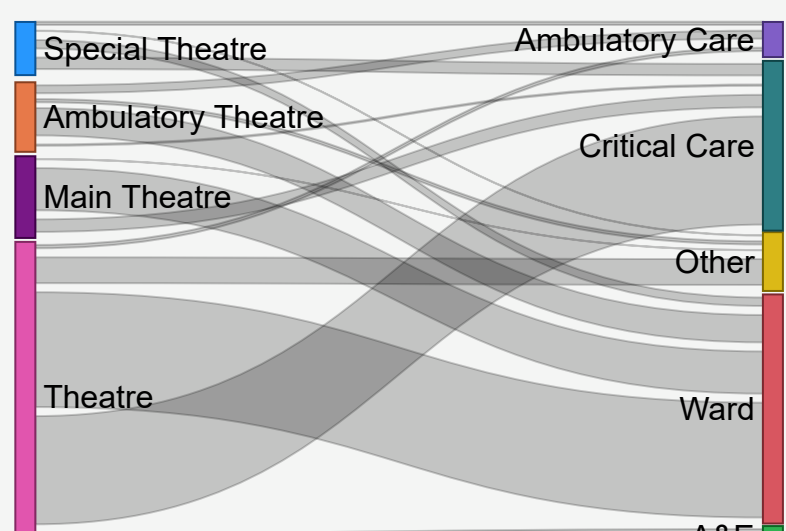 Special Theatre
Ambulatory Theatre
Main Theatre
Theatre
Ambulatory Care
Critical Care
Other
Ward
A&E